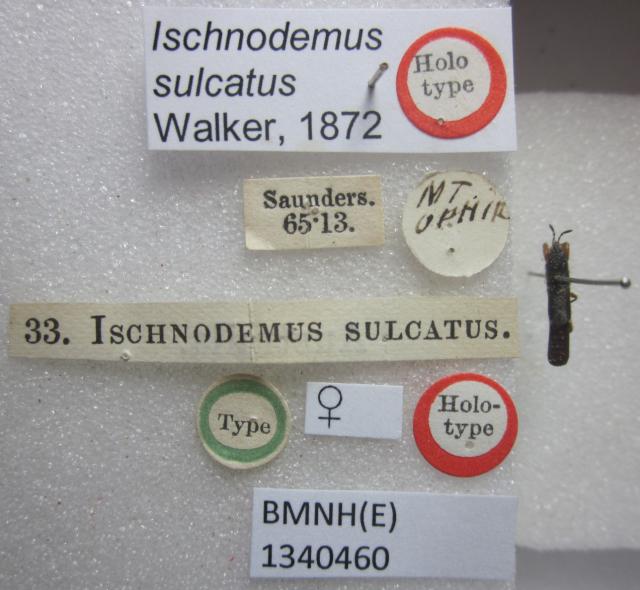 Ischnodemus
sulcatus
Walker, 1872
Holo
type
Saunders.
65·13.
MT
OPHIR
33. ISCHNODEMUS SULCATUS.
Type
♀
Holo-
type
BMNH(E)
1340460